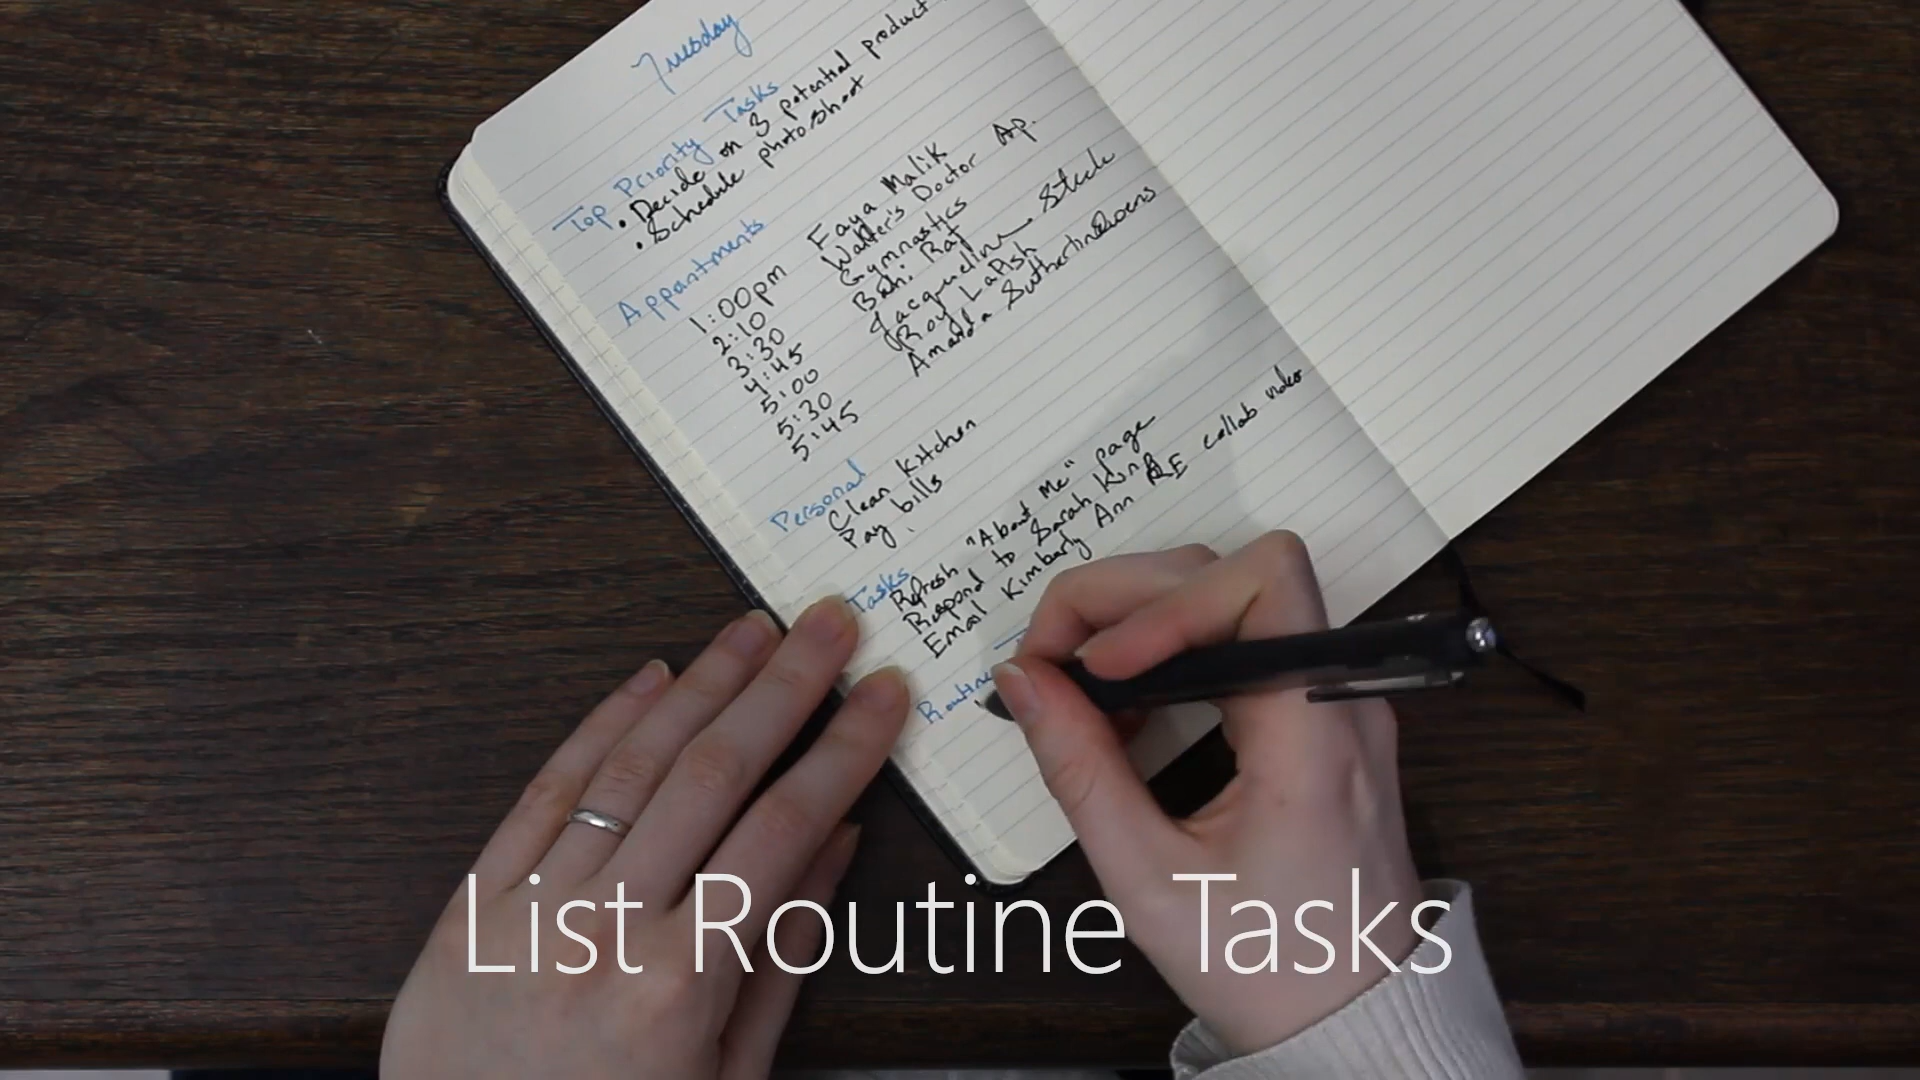 Tuesday
Top Priority Tasks
• Decide on 3 potential product
• Schedule photoshoot
Appointments
1:00pm Faya Malik
2:10 Walter's Doctor Ap.
3:30 Gymnastics
4:45 Raj
5:00 Jacqueline Steele
5:30 Roy LaPish
5:45 Amanda
Personal
Clean Kitchen
Pay bills
Tasks
Refresh "About Me" page
Respond to Sarah King
Email Kimberly Ann RE collab video
Routine
List Routine Tasks